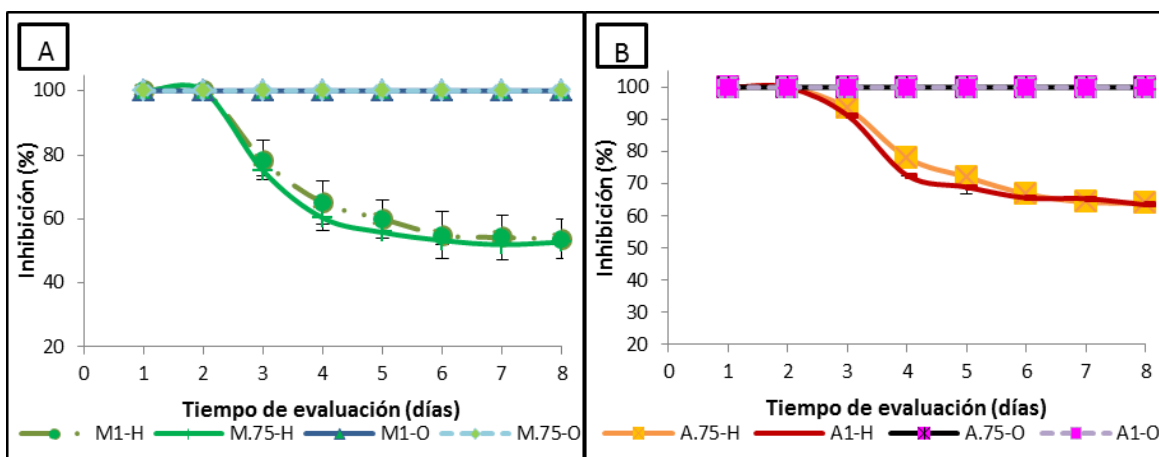 A
Inhibición (%)
100
80
60
40
20
0 1 2 3 4 5 6 7 8
Tiempo de evaluación (días)
M1-H M.75-H M1-O M.75-O
B
Inhibición (%)
100
90
80
70
60
50
40
30
20
0 1 2 3 4 5 6 7 8
Tiempo de evaluación (días)
A.75-H A1-H A.75-O A1-O